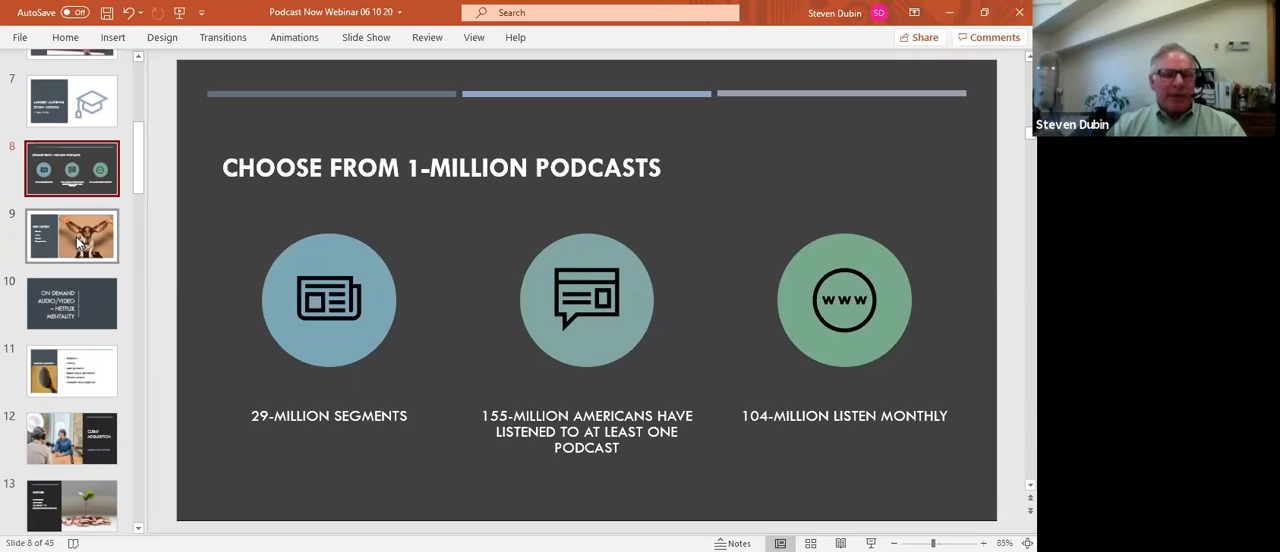 AutoSave Off
Podcast Now Webinar 06 10 20
Search
Steven Dubin
SD
File Home Insert Design Transitions Animations Slide Show Review View Help
Share
Comments
7
8
9
10
ON DEMAND
AUDIO/VIDEO
– NETFLIX
MENTALITY
11
12
CLIENT
ACQUISITION
13
CHOOSE FROM 1-MILLION PODCASTS
WWW
29-MILLION SEGMENTS
155-MILLION AMERICANS HAVE
LISTENED TO AT LEAST ONE
PODCAST
104-MILLION LISTEN MONTHLY
Steven Dubin
Slide 8 of 45
Notes
85%